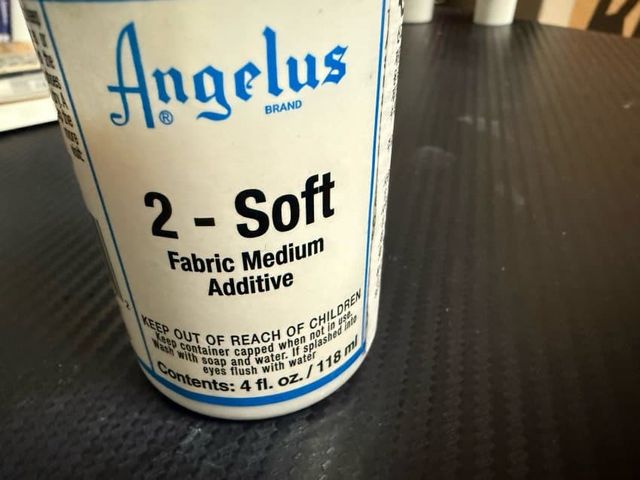 Angelus
®
BRAND
2 - Soft
Fabric Medium
Additive
KEEP OUT OF REACH OF CHILDREN
Keep container capped when not in use.
Wash with soap and water. If splashed into
eyes flush with water
Contents: 4 fl. oz. / 118 ml